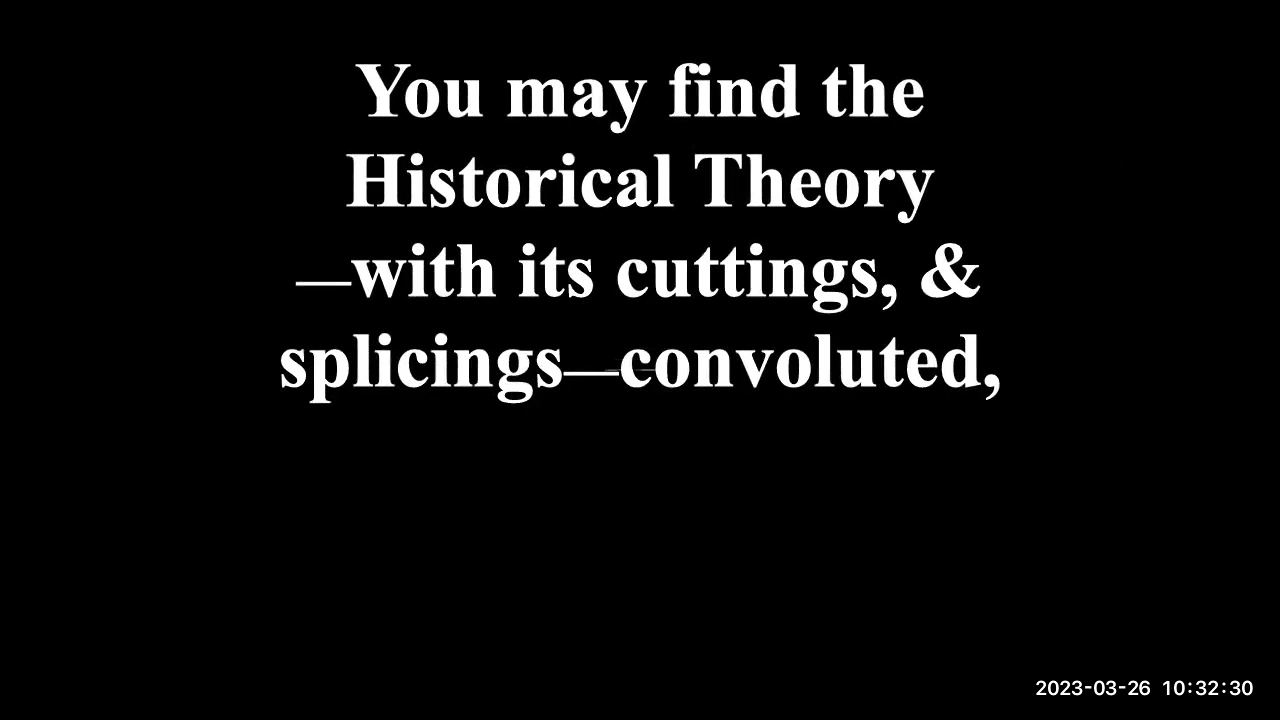 You may find the
Historical Theory
—with its cuttings, &
splicings—convoluted,
2023-03-26 10:32:30